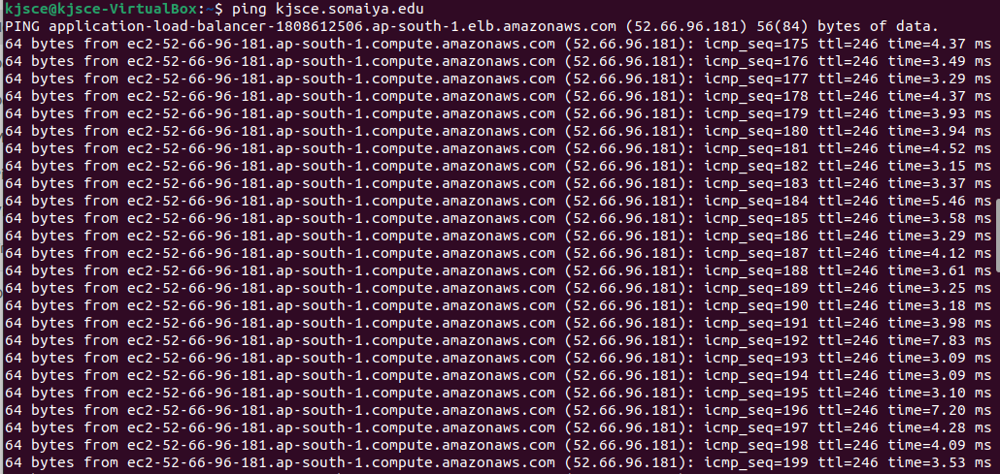 kjsce@kjsce-VirtualBox:~$ ping kjsce.somaiya.edu
PING application-load-balancer-1808612506.ap-south-1.elb.amazonaws.com (52.66.96.181) 56(84) bytes of data.
64 bytes from ec2-52-66-96-181.ap-south-1.compute.amazonaws.com (52.66.96.181): icmp_seq=175 ttl=246 time=4.37 ms
64 bytes from ec2-52-66-96-181.ap-south-1.compute.amazonaws.com (52.66.96.181): icmp_seq=176 ttl=246 time=3.49 ms
64 bytes from ec2-52-66-96-181.ap-south-1.compute.amazonaws.com (52.66.96.181): icmp_seq=177 ttl=246 time=3.29 ms
64 bytes from ec2-52-66-96-181.ap-south-1.compute.amazonaws.com (52.66.96.181): icmp_seq=178 ttl=246 time=4.37 ms
64 bytes from ec2-52-66-96-181.ap-south-1.compute.amazonaws.com (52.66.96.181): icmp_seq=179 ttl=246 time=3.93 ms
64 bytes from ec2-52-66-96-181.ap-south-1.compute.amazonaws.com (52.66.96.181): icmp_seq=180 ttl=246 time=3.94 ms
64 bytes from ec2-52-66-96-181.ap-south-1.compute.amazonaws.com (52.66.96.181): icmp_seq=181 ttl=246 time=4.52 ms
64 bytes from ec2-52-66-96-181.ap-south-1.compute.amazonaws.com (52.66.96.181): icmp_seq=182 ttl=246 time=3.15 ms
64 bytes from ec2-52-66-96-181.ap-south-1.compute.amazonaws.com (52.66.96.181): icmp_seq=183 ttl=246 time=3.37 ms
64 bytes from ec2-52-66-96-181.ap-south-1.compute.amazonaws.com (52.66.96.181): icmp_seq=184 ttl=246 time=5.46 ms
64 bytes from ec2-52-66-96-181.ap-south-1.compute.amazonaws.com (52.66.96.181): icmp_seq=185 ttl=246 time=3.58 ms
64 bytes from ec2-52-66-96-181.ap-south-1.compute.amazonaws.com (52.66.96.181): icmp_seq=186 ttl=246 time=3.29 ms
64 bytes from ec2-52-66-96-181.ap-south-1.compute.amazonaws.com (52.66.96.181): icmp_seq=187 ttl=246 time=4.12 ms
64 bytes from ec2-52-66-96-181.ap-south-1.compute.amazonaws.com (52.66.96.181): icmp_seq=188 ttl=246 time=3.61 ms
64 bytes from ec2-52-66-96-181.ap-south-1.compute.amazonaws.com (52.66.96.181): icmp_seq=189 ttl=246 time=3.25 ms
64 bytes from ec2-52-66-96-181.ap-south-1.compute.amazonaws.com (52.66.96.181): icmp_seq=190 ttl=246 time=3.18 ms
64 bytes from ec2-52-66-96-181.ap-south-1.compute.amazonaws.com (52.66.96.181): icmp_seq=191 ttl=246 time=3.98 ms
64 bytes from ec2-52-66-96-181.ap-south-1.compute.amazonaws.com (52.66.96.181): icmp_seq=192 ttl=246 time=7.83 ms
64 bytes from ec2-52-66-96-181.ap-south-1.compute.amazonaws.com (52.66.96.181): icmp_seq=193 ttl=246 time=3.09 ms
64 bytes from ec2-52-66-96-181.ap-south-1.compute.amazonaws.com (52.66.96.181): icmp_seq=194 ttl=246 time=3.09 ms
64 bytes from ec2-52-66-96-181.ap-south-1.compute.amazonaws.com (52.66.96.181): icmp_seq=195 ttl=246 time=3.10 ms
64 bytes from ec2-52-66-96-181.ap-south-1.compute.amazonaws.com (52.66.96.181): icmp_seq=196 ttl=246 time=7.20 ms
64 bytes from ec2-52-66-96-181.ap-south-1.compute.amazonaws.com (52.66.96.181): icmp_seq=197 ttl=246 time=4.28 ms
64 bytes from ec2-52-66-96-181.ap-south-1.compute.amazonaws.com (52.66.96.181): icmp_seq=198 ttl=246 time=4.09 ms
64 bytes from ec2-52-66-96-181.ap-south-1.compute.amazonaws.com (52.66.96.181): icmp_seq=199 ttl=246 time=3.53 ms